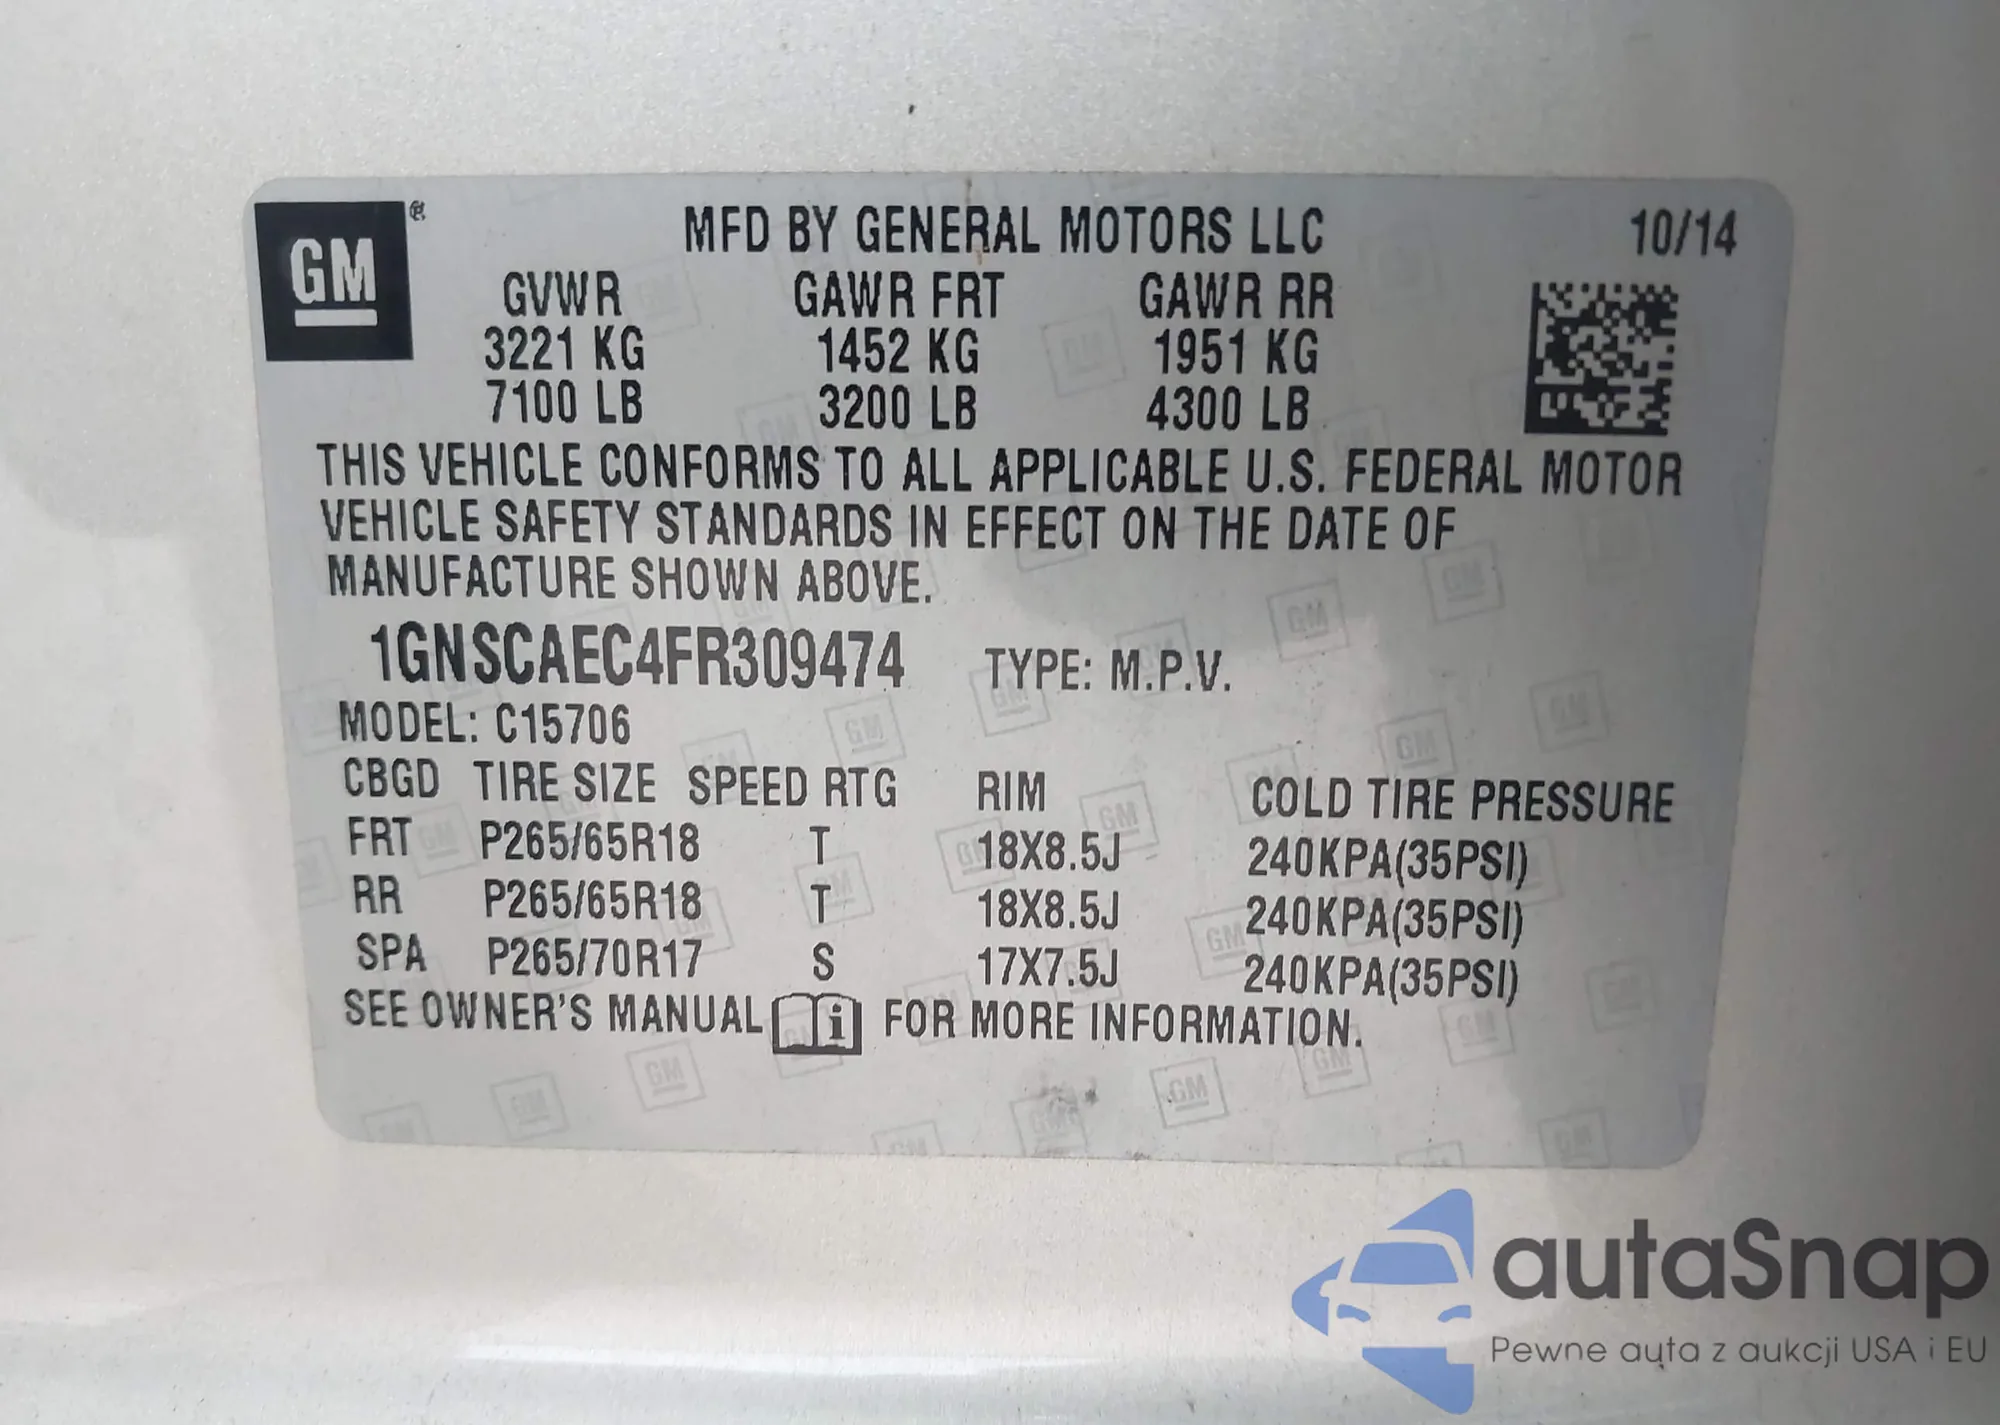 GM®
MFD BY GENERAL MOTORS LLC 10/14
GVWR GAWR FRT GAWR RR
3221 KG 1452 KG 1951 KG
7100 LB 3200 LB 4300 LB
THIS VEHICLE CONFORMS TO ALL APPLICABLE U.S. FEDERAL MOTOR
VEHICLE SAFETY STANDARDS IN EFFECT ON THE DATE OF
MANUFACTURE SHOWN ABOVE.
1GNSCAEC4FR309474 TYPE: M.P.V.
MODEL: C15706
CBGD TIRE SIZE SPEED RTG RIM COLD TIRE PRESSURE
FRT P265/65R18 T 18X8.5J 240KPA(35PSI)
RR P265/65R18 T 18X8.5J 240KPA(35PSI)
SPA P265/70R17 S 17X7.5J 240KPA(35PSI)
SEE OWNER'S MANUAL i FOR MORE INFORMATION.
autaSnap
Pewne auta z aukcji USA i EU